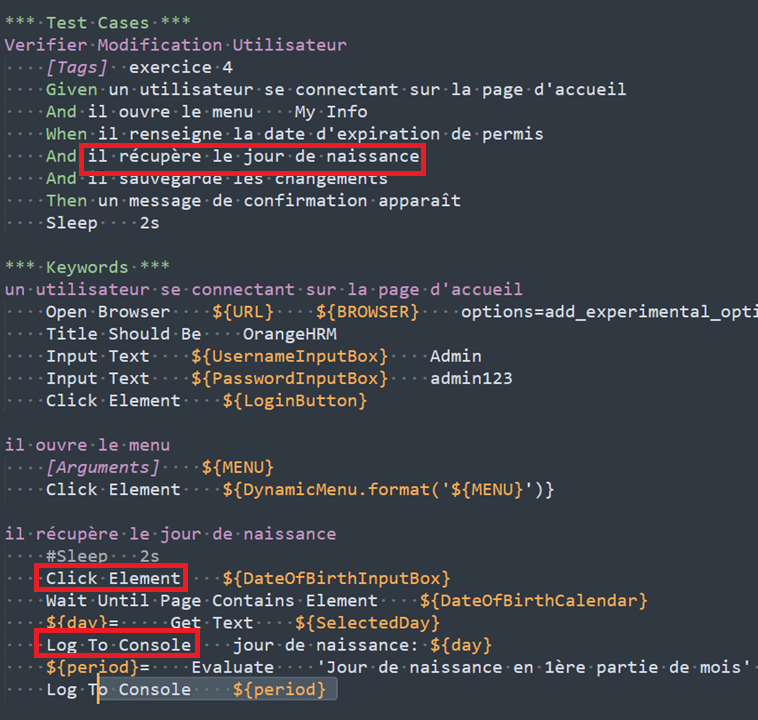 *** Test Cases ***
Verifier Modification Utilisateur
[Tags] exercice 4
Given un utilisateur se connectant sur la page d'accueil
And il ouvre le menu    My Info
When il renseigne la date d'expiration de permis
And il récupère le jour de naissance
And il sauvegarde les changements
Then un message de confirmation apparaît
Sleep    2s
*** Keywords ***
un utilisateur se connectant sur la page d'accueil
Open Browser    ${URL}    ${BROWSER}    options=add_experimental_opti
Title Should Be    OrangeHRM
Input Text    ${UsernameInputBox}    Admin
Input Text    ${PasswordInputBox}    admin123
Click Element    ${LoginButton}
il ouvre le menu
[Arguments]    ${MENU}
Click Element    ${DynamicMenu.format('${MENU}')}
il récupère le jour de naissance
#Sleep   2s
Click Element    ${DateOfBirthInputBox}
Wait Until Page Contains Element    ${DateOfBirthCalendar}
${day}=    Get Text    ${SelectedDay}
Log To Console    jour de naissance: ${day}
${period}=    Evaluate    'Jour de naissance en 1ère partie de mois'
Log To Console    ${period}